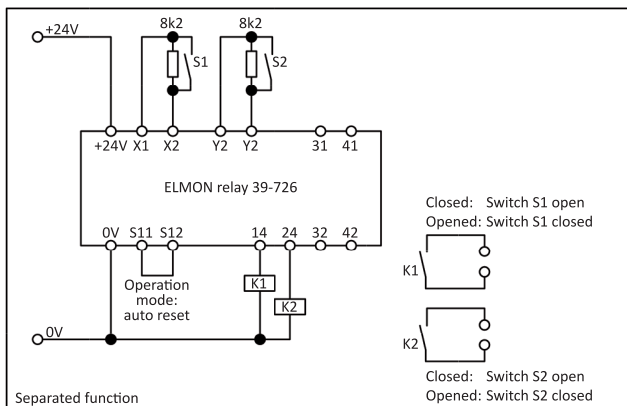 +24V
8k2
8k2
S1
S2
+24V X1 X2 Y2 Y2 31 41
ELMON relay 39-726
0V S11 S12 14 24 32 42
Operation
mode:
auto reset
K1
K2
0V
Separated function
Closed: Switch S1 open
Opened: Switch S1 closed
K1
K2
Closed: Switch S2 open
Opened: Switch S2 closed